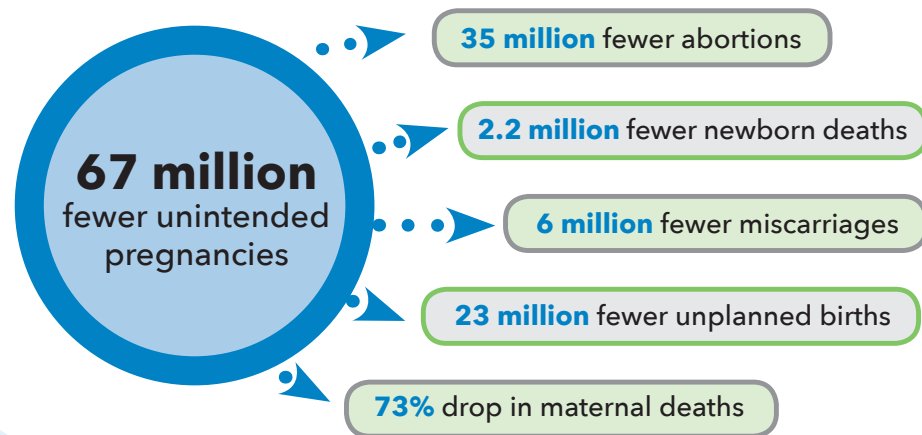 67 million
fewer unintended
pregnancies
35 million fewer abortions
2.2 million fewer newborn deaths
6 million fewer miscarriages
23 million fewer unplanned births
73% drop in maternal deaths